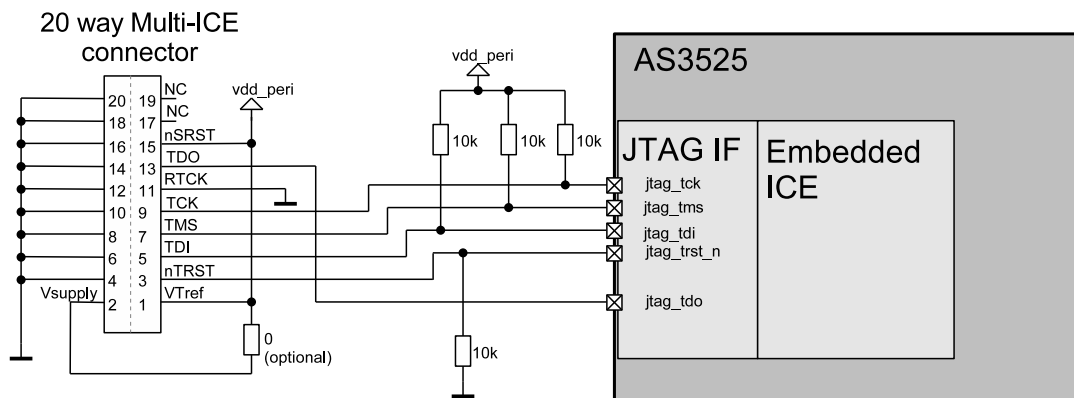 20 way Multi-ICE
connector
20 19 NC
18 17 NC
16 15 nSRST
14 13 TDO
12 11 RTCK
10 9 TCK
8 7 TMS
6 5 TDI
4 3 nTRST
Vsupply 2 1 VTref
vdd_peri
0
(optional)
vdd_peri
10k
10k
10k
10k
AS3525
JTAG IF
jtag_tck
jtag_tms
jtag_tdi
jtag_trst_n
jtag_tdo
Embedded
ICE